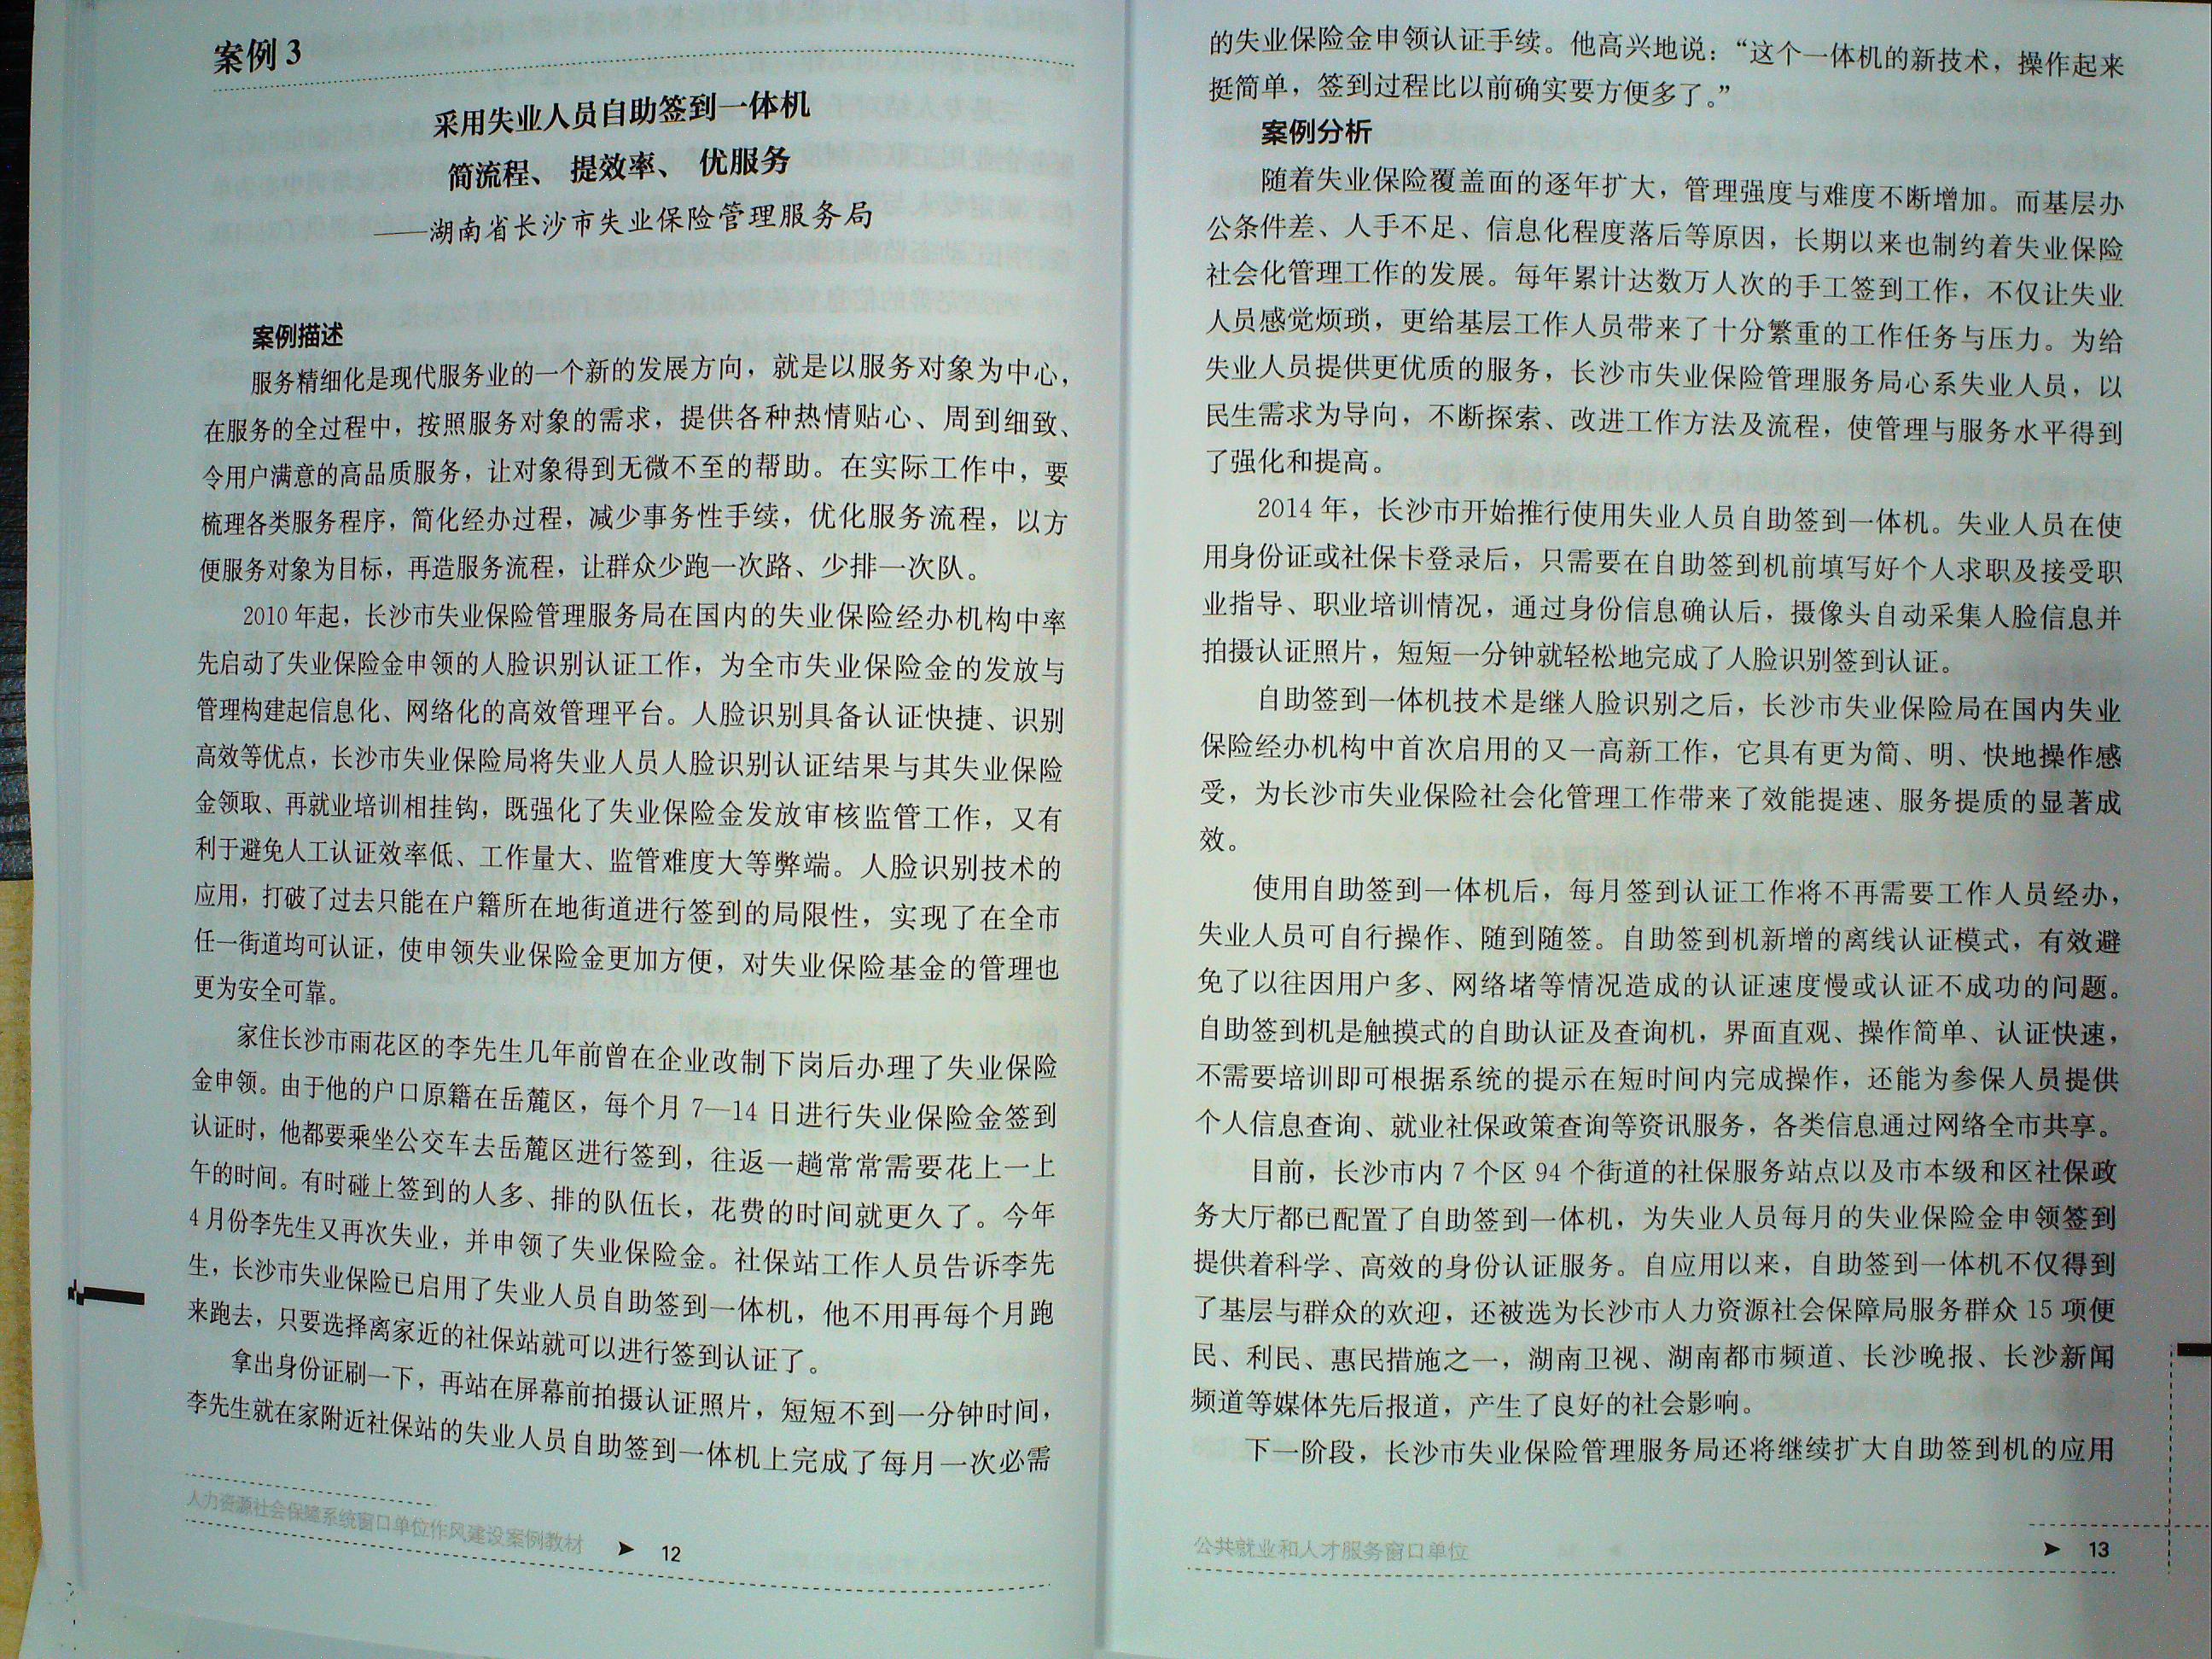 案例 3
采用失业人员自助签到一体机
简流程、提效率、优服务
——湖南省长沙市失业保险管理服务局
案例描述
服务精细化是现代服务业的一个新的发展方向，就是以服务对象为中心，
在服务的全过程中，按照服务对象的需求，提供各种热情贴心、周到细致、
令用户满意的高品质服务，让对象得到无微不至的帮助。在实际工作中，要
梳理各类服务程序，简化经办过程，减少事务性手续，优化服务流程，以方
便服务对象为目标，再造服务流程，让群众少跑一次路、少排一次队。
2010 年起，长沙市失业保险管理服务局在国内的失业保险经办机构中率
先启动了失业保险金申领的人脸识别认证工作，为全市失业保险金的发放与
管理构建起信息化、网络化的高效管理平台。人脸识别具备认证快捷、识别
高效等优点，长沙市失业保险局将失业人员人脸识别认证结果与其失业保险
金领取、再就业培训相挂钩，既强化了失业保险金发放审核监管工作，又有
利于避免人工认证效率低、工作量大、监管难度大等弊端。人脸识别技术的
应用，打破了过去只能在户籍所在地街道进行签到的局限性，实现了在全市
任一街道均可认证，使申领失业保险金更加方便，对失业保险基金的管理也
更为安全可靠。
家住长沙市雨花区的李先生几年前曾在企业改制下岗后办理了失业保险
金申领。由于他的户口原籍在岳麓区，每个月 7—14 日进行失业保险金签到
认证时，他都要乘坐公交车去岳麓区进行签到，往返一趟常常需要花上一上
午的时间。有时碰上签到的人多、排的队伍长，花费的时间就更久了。今年
4 月份李先生又再次失业，并申领了失业保险金。社保站工作人员告诉李先
生，长沙市失业保险已启用了失业人员自助签到一体机，他不用再每个月跑
来跑去，只要选择离家近的社保站就可以进行签到认证了。
拿出身份证刷一下，再站在屏幕前拍摄认证照片，短短不到一分钟时间，
李先生就在家附近社保站的失业人员自助签到一体机上完成了每月一次必需
人力资源社会保障系统窗口单位作风建设案例教材 ➤ 12
的失业保险金申领认证手续。他高兴地说：“这个一体机的新技术，操作起来
挺简单，签到过程比以前确实要方便多了。”
案例分析
随着失业保险覆盖面的逐年扩大，管理强度与难度不断增加。而基层办
公条件差、人手不足、信息化程度落后等原因，长期以来也制约着失业保险
社会化管理工作的发展。每年累计达数万人次的手工签到工作，不仅让失业
人员感觉烦琐，更给基层工作人员带来了十分繁重的工作任务与压力。为给
失业人员提供更优质的服务，长沙市失业保险管理服务局心系失业人员，以
民生需求为导向，不断探索、改进工作方法及流程，使管理与服务水平得到
了强化和提高。
2014 年，长沙市开始推行使用失业人员自助签到一体机。失业人员在使
用身份证或社保卡登录后，只需要在自助签到机前填写好个人求职及接受职
业指导、职业培训情况，通过身份信息确认后，摄像头自动采集人脸信息并
拍摄认证照片，短短一分钟就轻松地完成了人脸识别签到认证。
自助签到一体机技术是继人脸识别之后，长沙市失业保险局在国内失业
保险经办机构中首次启用的又一高新工作，它具有更为简、明、快地操作感
受，为长沙市失业保险社会化管理工作带来了效能提速、服务提质的显著成
效。
使用自助签到一体机后，每月签到认证工作将不再需要工作人员经办，
失业人员可自行操作、随到随签。自助签到机新增的离线认证模式，有效避
免了以往因用户多、网络堵等情况造成的认证速度慢或认证不成功的问题。
自助签到机是触摸式的自助认证及查询机，界面直观、操作简单、认证快速，
不需要培训即可根据系统的提示在短时间内完成操作，还能为参保人员提供
个人信息查询、就业社保政策查询等资讯服务，各类信息通过网络全市共享。
目前，长沙市内 7 个区 94 个街道的社保服务站点以及市本级和区社保政
务大厅都已配置了自助签到一体机，为失业人员每月的失业保险金申领签到
提供着科学、高效的身份认证服务。自应用以来，自助签到一体机不仅得到
了基层与群众的欢迎，还被选为长沙市人力资源社会保障局服务群众 15 项便
民、利民、惠民措施之一，湖南卫视、湖南都市频道、长沙晚报、长沙新闻
频道等媒体先后报道，产生了良好的社会影响。
下一阶段，长沙市失业保险管理服务局还将继续扩大自助签到机的应用
公共就业和人才服务窗口单位 ➤ 13